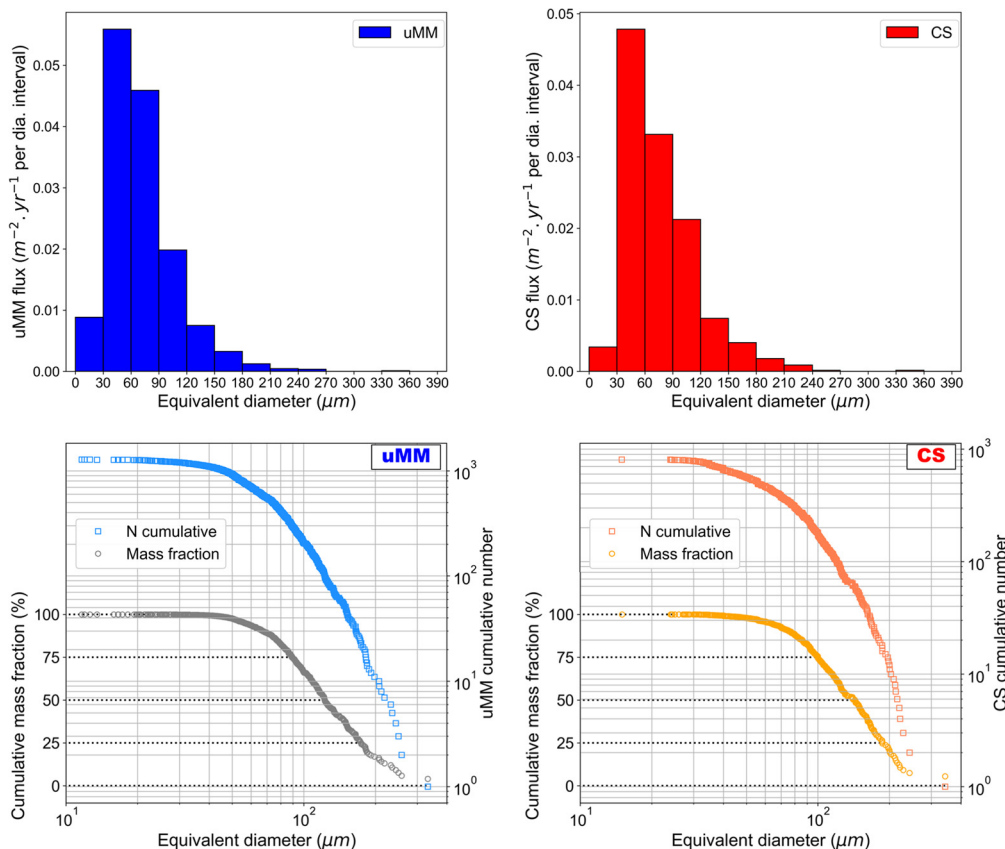 uMM
uMM flux (m⁻².yr⁻¹ per dia. interval)
0.05
0.04
0.03
0.02
0.01
0.00
0 30 60 90 120 150 180 210 240 270 300 330 360 390
Equivalent diameter (μm)
CS
CS flux (m⁻².yr⁻¹ per dia. interval)
0.05
0.04
0.03
0.02
0.01
0.00
0 30 60 90 120 150 180 210 240 270 300 330 360 390
Equivalent diameter (μm)
uMM
N cumulative
Mass fraction
Cumulative mass fraction (%)
100
75
50
25
0
10³
10²
10¹
10⁰
uMM cumulative number
10¹ 10²
Equivalent diameter (μm)
CS
N cumulative
Mass fraction
Cumulative mass fraction (%)
100
75
50
25
0
10³
10²
10¹
10⁰
CS cumulative number
10¹ 10²
Equivalent diameter (μm)